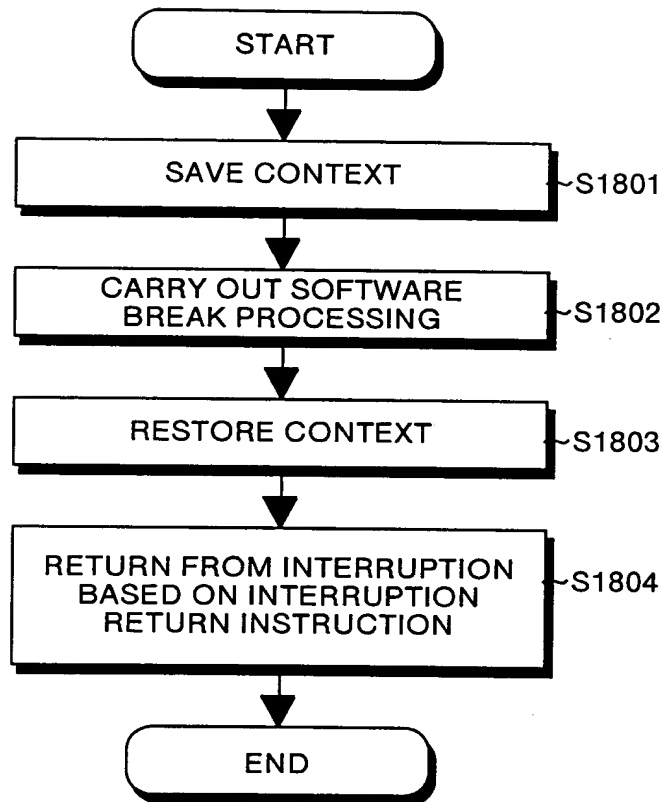 START
SAVE CONTEXT
S1801
CARRY OUT SOFTWARE
BREAK PROCESSING
S1802
RESTORE CONTEXT
S1803
RETURN FROM INTERRUPTION
BASED ON INTERRUPTION
RETURN INSTRUCTION
S1804
END